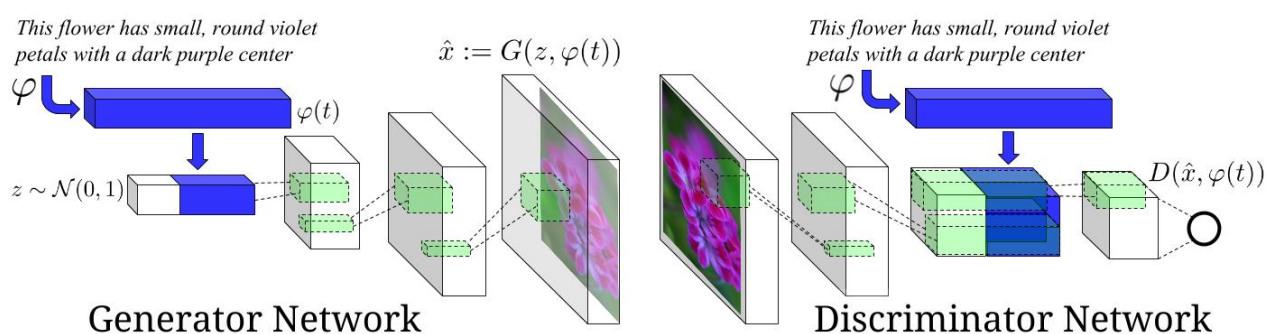 This flower has small, round violet
petals with a dark purple center
φ
φ(t)
z ~ 𝒩(0, 1)
x̂ := G(z, φ(t))
Generator Network
This flower has small, round violet
petals with a dark purple center
φ
D(x̂, φ(t))
Discriminator Network